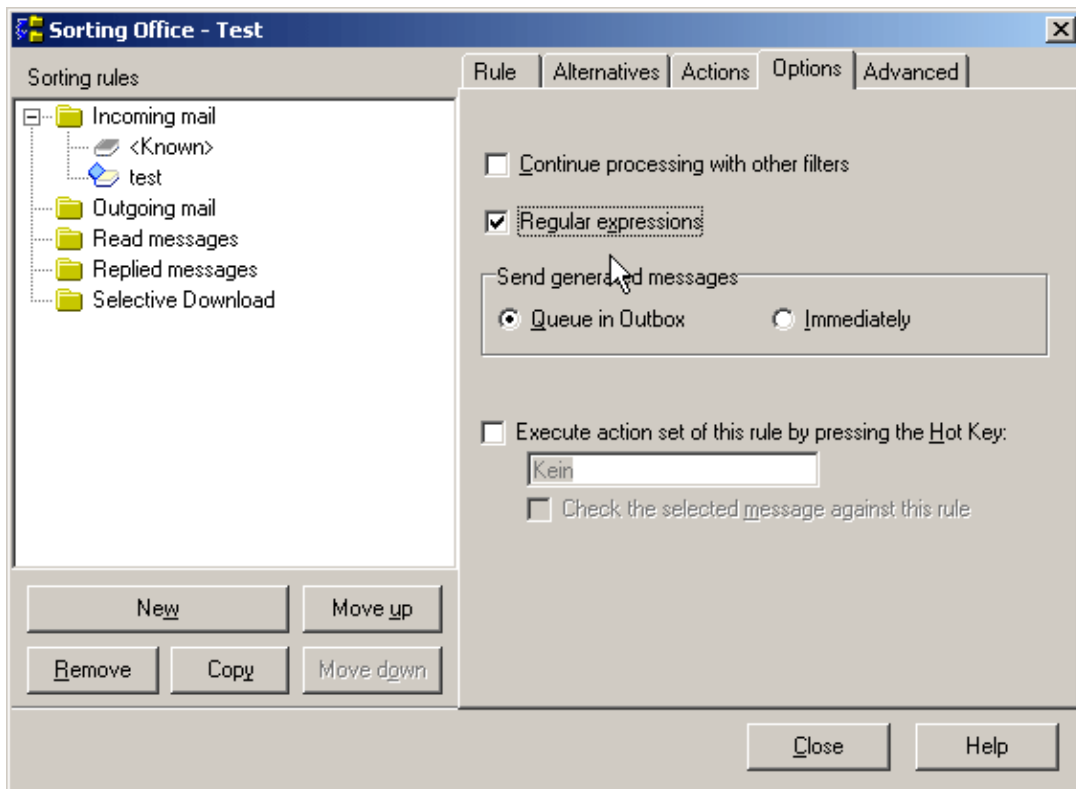 Sorting Office - Test
Sorting rules
Incoming mail
<Known>
test
Outgoing mail
Read messages
Replied messages
Selective Download
New
Move up
Remove
Copy
Move down
Rule
Alternatives
Actions
Options
Advanced
Continue processing with other filters
Regular expressions
Send generated messages
Queue in Outbox
Immediately
Execute action set of this rule by pressing the Hot Key:
Kein
Check the selected message against this rule
Close
Help